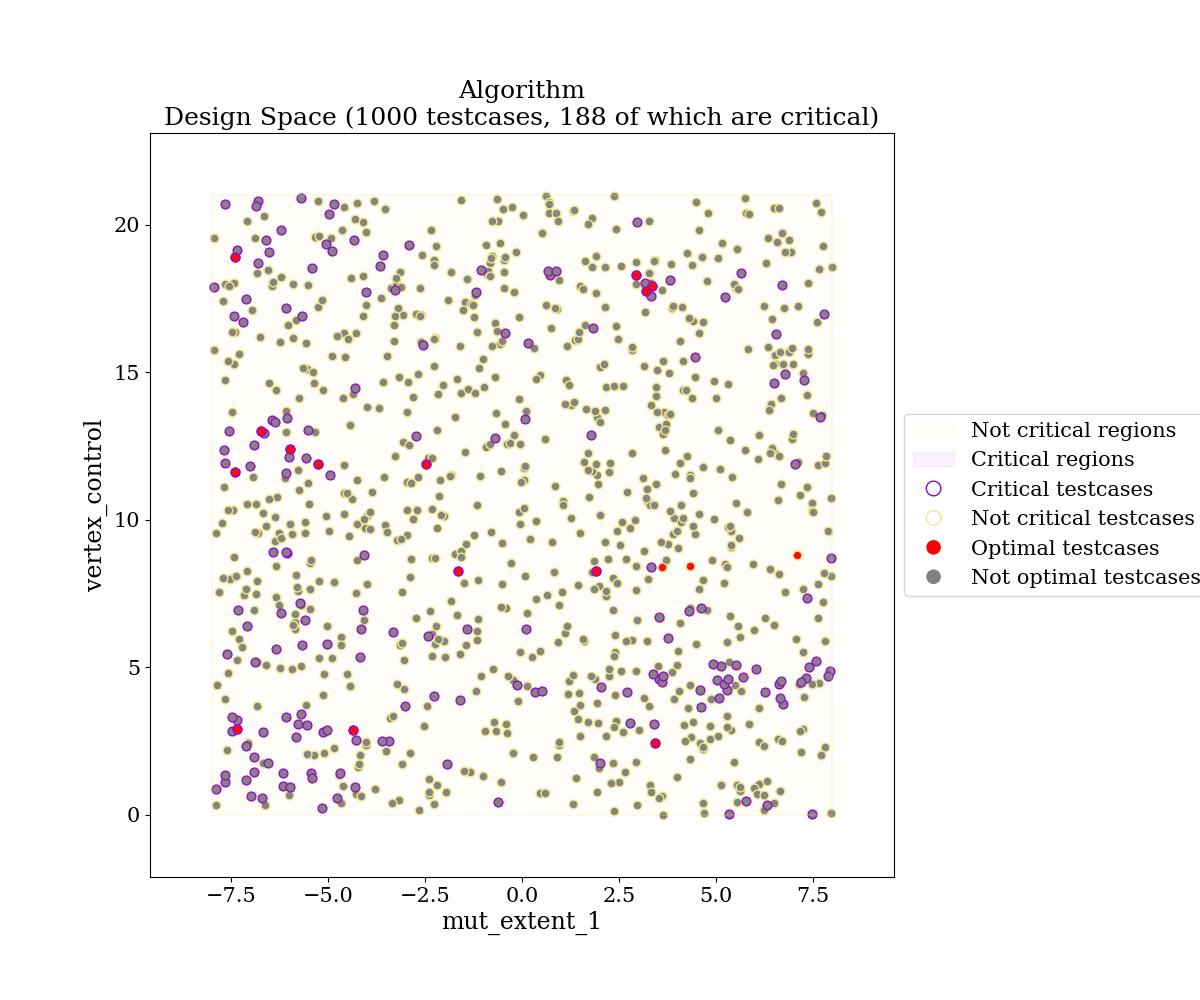 Algorithm
Design Space (1000 testcases, 188 of which are critical)
20
15
10
5
0
vertex_control
−7.5
−5.0
−2.5
0.0
2.5
5.0
7.5
mut_extent_1
Not critical regions
Critical regions
Critical testcases
Not critical testcases
Optimal testcases
Not optimal testcases